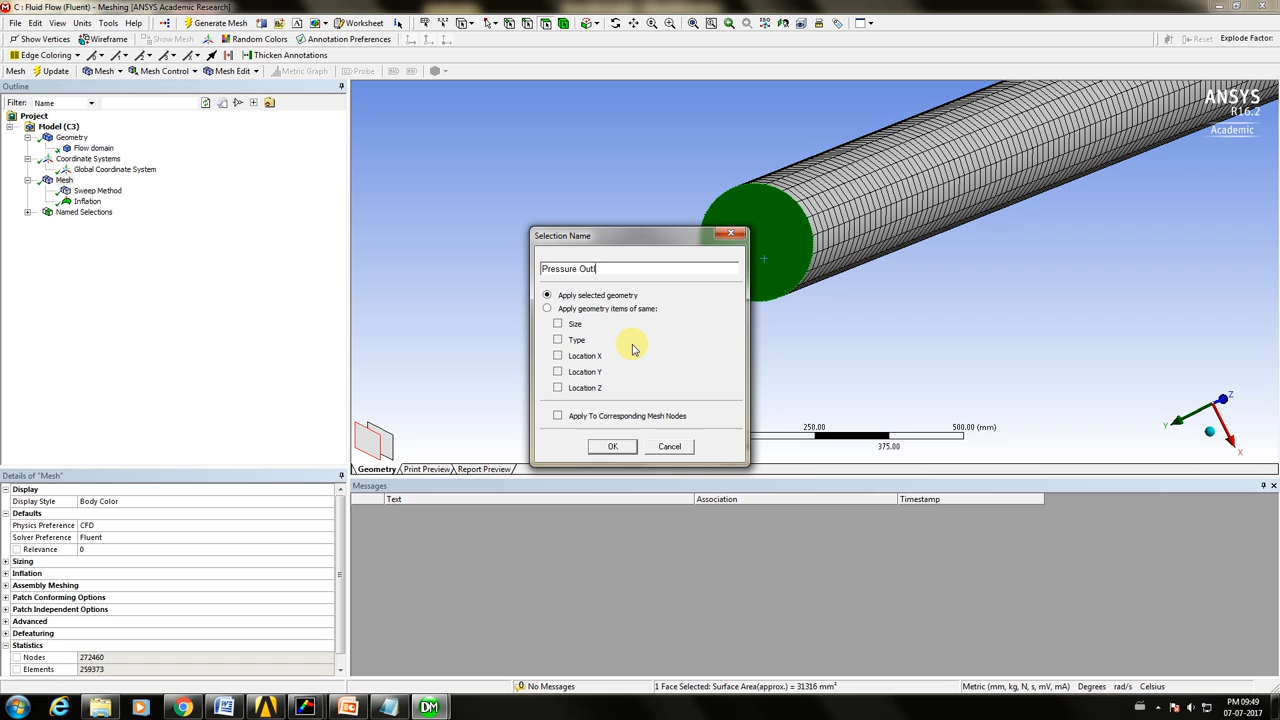 C : Fluid Flow (Fluent) - Meshing [ANSYS Academic Research]
File Edit View Units Tools Help Generate Mesh Worksheet
Show Vertices Wireframe Show Mesh Random Colors Annotation Preferences Reset Explode Factor:
Edge Coloring Thicken Annotations
Mesh Update Mesh Mesh Control Mesh Edit Metric Graph Probe
Outline
Filter: Name
Project
Model (C3)
Geometry
Flow domain
Coordinate Systems
Global Coordinate System
Mesh
Sweep Method
Inflation
Named Selections
ANSYS
R16.2
Academic
Selection Name
Pressure Outl
Apply selected geometry
Apply geometry items of same:
Size
Type
Location X
Location Y
Location Z
Apply To Corresponding Mesh Nodes
OK Cancel
250.00 500.00 (mm)
375.00
Z
Y
X
Geometry Print Preview Report Preview
Details of "Mesh"
Display
Display Style Body Color
Defaults
Physics Preference CFD
Solver Preference Fluent
Relevance 0
Sizing
Inflation
Assembly Meshing
Patch Conforming Options
Patch Independent Options
Advanced
Defeaturing
Statistics
Nodes 272460
Elements 259373
Messages
Text Association Timestamp
No Messages 1 Face Selected: Surface Area(approx.) = 31316 mm² Metric (mm, kg, N, s, mV, mA) Degrees rad/s Celsius
PM 09:49
07-07-2017